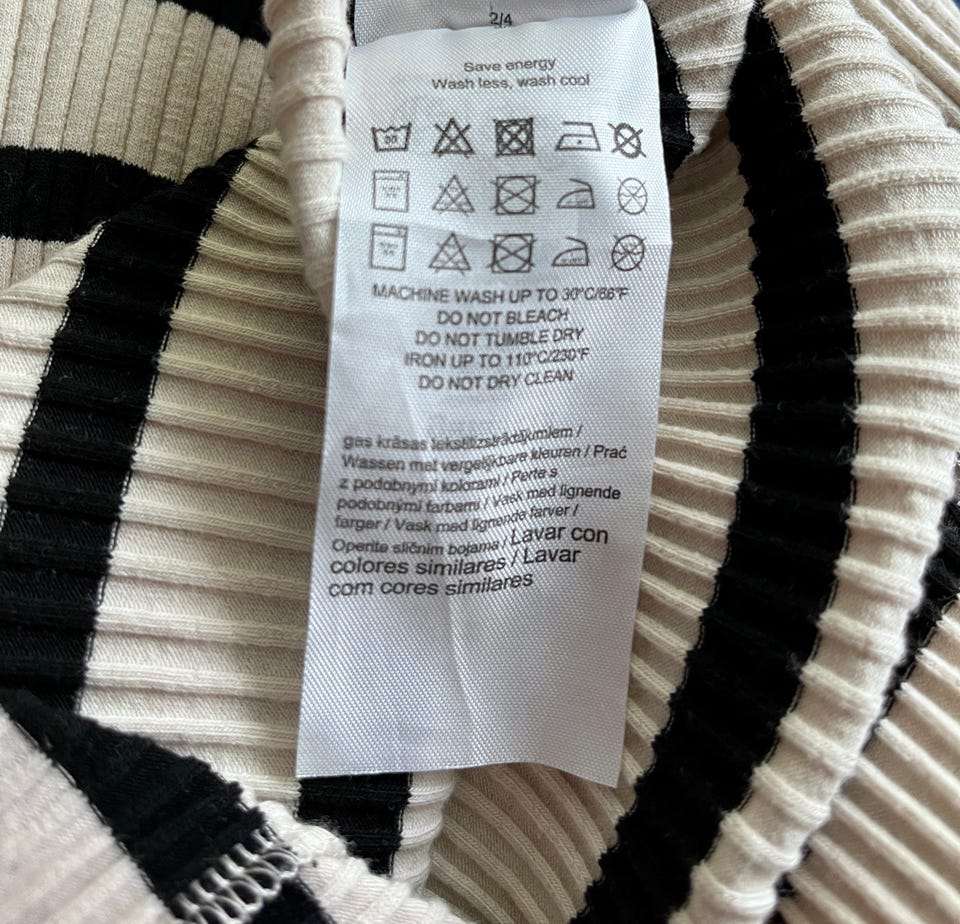 2/4
Save energy
Wash less, wash cool
MACHINE WASH UP TO 30°C/86°F
DO NOT BLEACH
DO NOT TUMBLE DRY
IRON UP TO 110°C/230°F
DO NOT DRY CLEAN
gas krāsas tekstilizstrādājumiem /
Wassen met vergelijkbare kleuren / Prać
z podobnymi kolorami / Perte s
podobnými farbami / Vask med lignende
farger / Vask med lignende farver /
Operite sličnim bojama / Lavar con
colores similares / Lavar
com cores similares